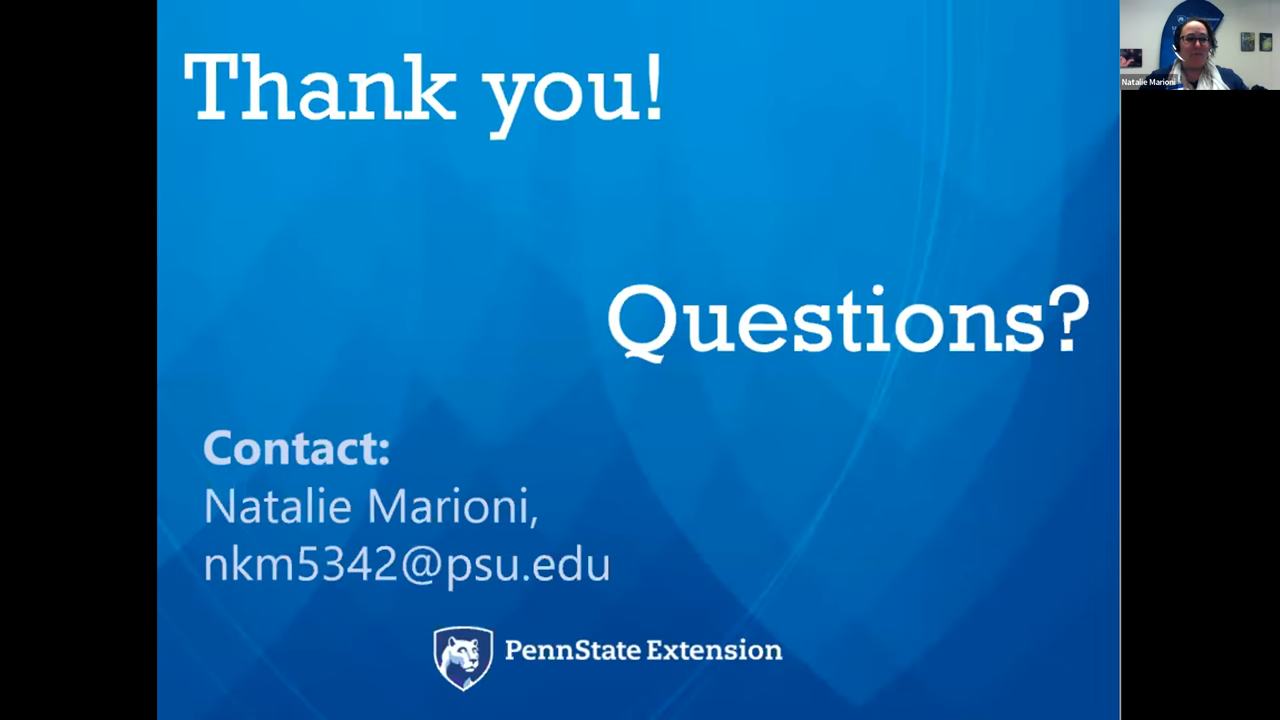 Thank you!
Natalie Marioni
Questions?
Contact:
Natalie Marioni,
nkm5342@psu.edu
PennState Extension